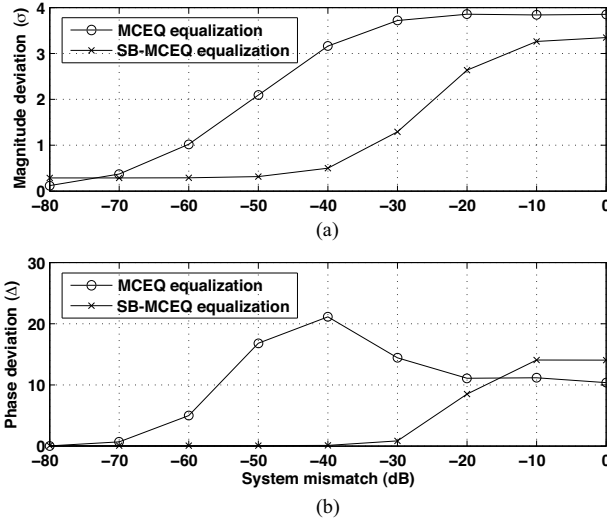 Magnitude deviation (σ)
4
3
2
1
0
MCEQ equalization
SB-MCEQ equalization
−80 −70 −60 −50 −40 −30 −20 −10 0
(a)
Phase deviation (Δ)
30
20
10
0
MCEQ equalization
SB-MCEQ equalization
−80 −70 −60 −50 −40 −30 −20 −10 0
System mismatch (dB)
(b)